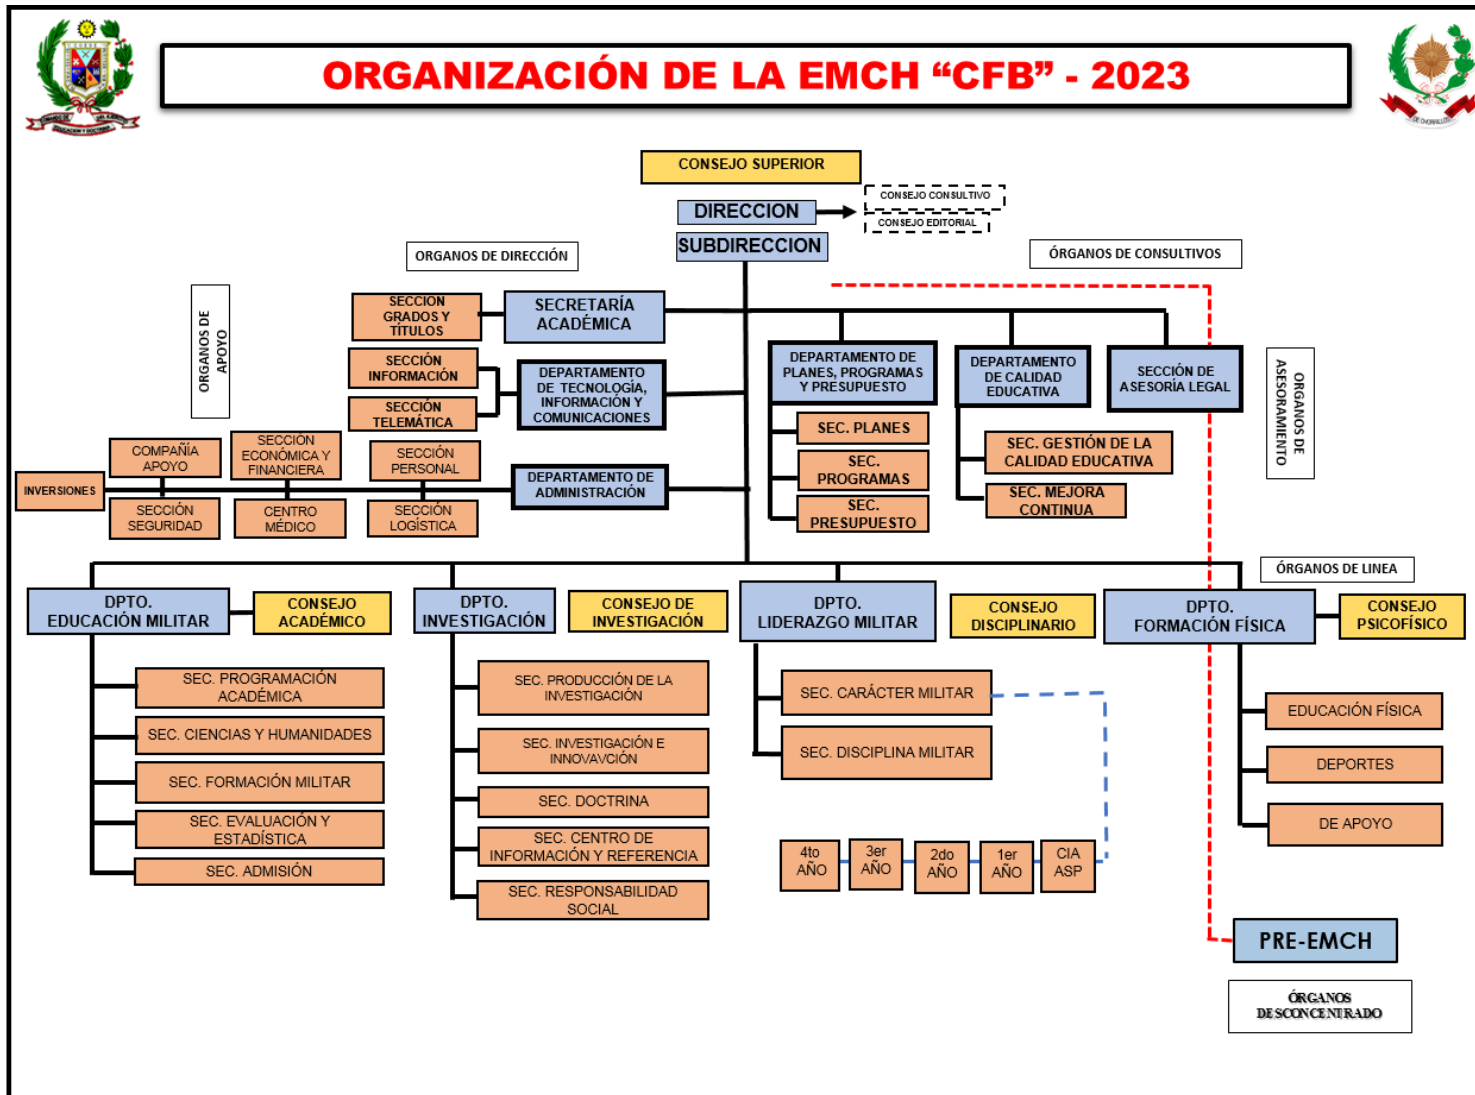 ORGANIZACIÓN DE LA EMCH “CFB” - 2023
COMANDO DE
EDUCACION Y DOCTRINA
DEL EJERCITO
DE CHORRILLOS
CONSEJO SUPERIOR
DIRECCION
CONSEJO CONSULTIVO
CONSEJO EDITORIAL
SUBDIRECCION
ORGANOS DE DIRECCIÓN
ÓRGANOS DE CONSULTIVOS
ORGANOS DE
APOYO
SECCION
GRADOS Y
TÍTULOS
SECRETARÍA
ACADÉMICA
SECCIÓN
INFORMACIÓN
SECCIÓN
TELEMÁTICA
DEPARTAMENTO
DE TECNOLOGÍA,
INFORMACIÓN Y
COMUNICACIONES
DEPARTAMENTO DE
PLANES, PROGRAMAS
Y PRESUPUESTO
DEPARTAMENTO
DE CALIDAD
EDUCATIVA
SECCIÓN DE
ASESORÍA LEGAL
ORGANOS DE
ASESORAMIENTO
SEC. PLANES
SEC.
PROGRAMAS
SEC.
PRESUPUESTO
SEC. GESTIÓN DE LA
CALIDAD EDUCATIVA
SEC. MEJORA
CONTINUA
INVERSIONES
COMPAÑÍA
APOYO
SECCIÓN
SEGURIDAD
SECCIÓN
ECONÓMICA Y
FINANCIERA
CENTRO
MÉDICO
SECCIÓN
PERSONAL
SECCIÓN
LOGÍSTICA
DEPARTAMENTO DE
ADMINISTRACIÓN
ÓRGANOS DE LINEA
DPTO.
EDUCACIÓN MILITAR
CONSEJO
ACADÉMICO
DPTO.
INVESTIGACIÓN
CONSEJO DE
INVESTIGACIÓN
DPTO.
LIDERAZGO MILITAR
CONSEJO
DISCIPLINARIO
DPTO.
FORMACIÓN FÍSICA
CONSEJO
PSICOFÍSICO
SEC. PROGRAMACIÓN
ACADÉMICA
SEC. CIENCIAS Y HUMANIDADES
SEC. FORMACIÓN MILITAR
SEC. EVALUACIÓN Y
ESTADÍSTICA
SEC. ADMISIÓN
SEC. PRODUCCIÓN DE LA
INVESTIGACIÓN
SEC. INVESTIGACIÓN E
INNOVAVCIÓN
SEC. DOCTRINA
SEC. CENTRO DE
INFORMACIÓN Y REFERENCIA
SEC. RESPONSABILIDAD
SOCIAL
SEC. CARÁCTER MILITAR
SEC. DISCIPLINA MILITAR
4to
AÑO
3er
AÑO
2do
AÑO
1er
AÑO
CIA
ASP
EDUCACIÓN FÍSICA
DEPORTES
DE APOYO
PRE-EMCH
ÓRGANOS
DESCONCENTRADO